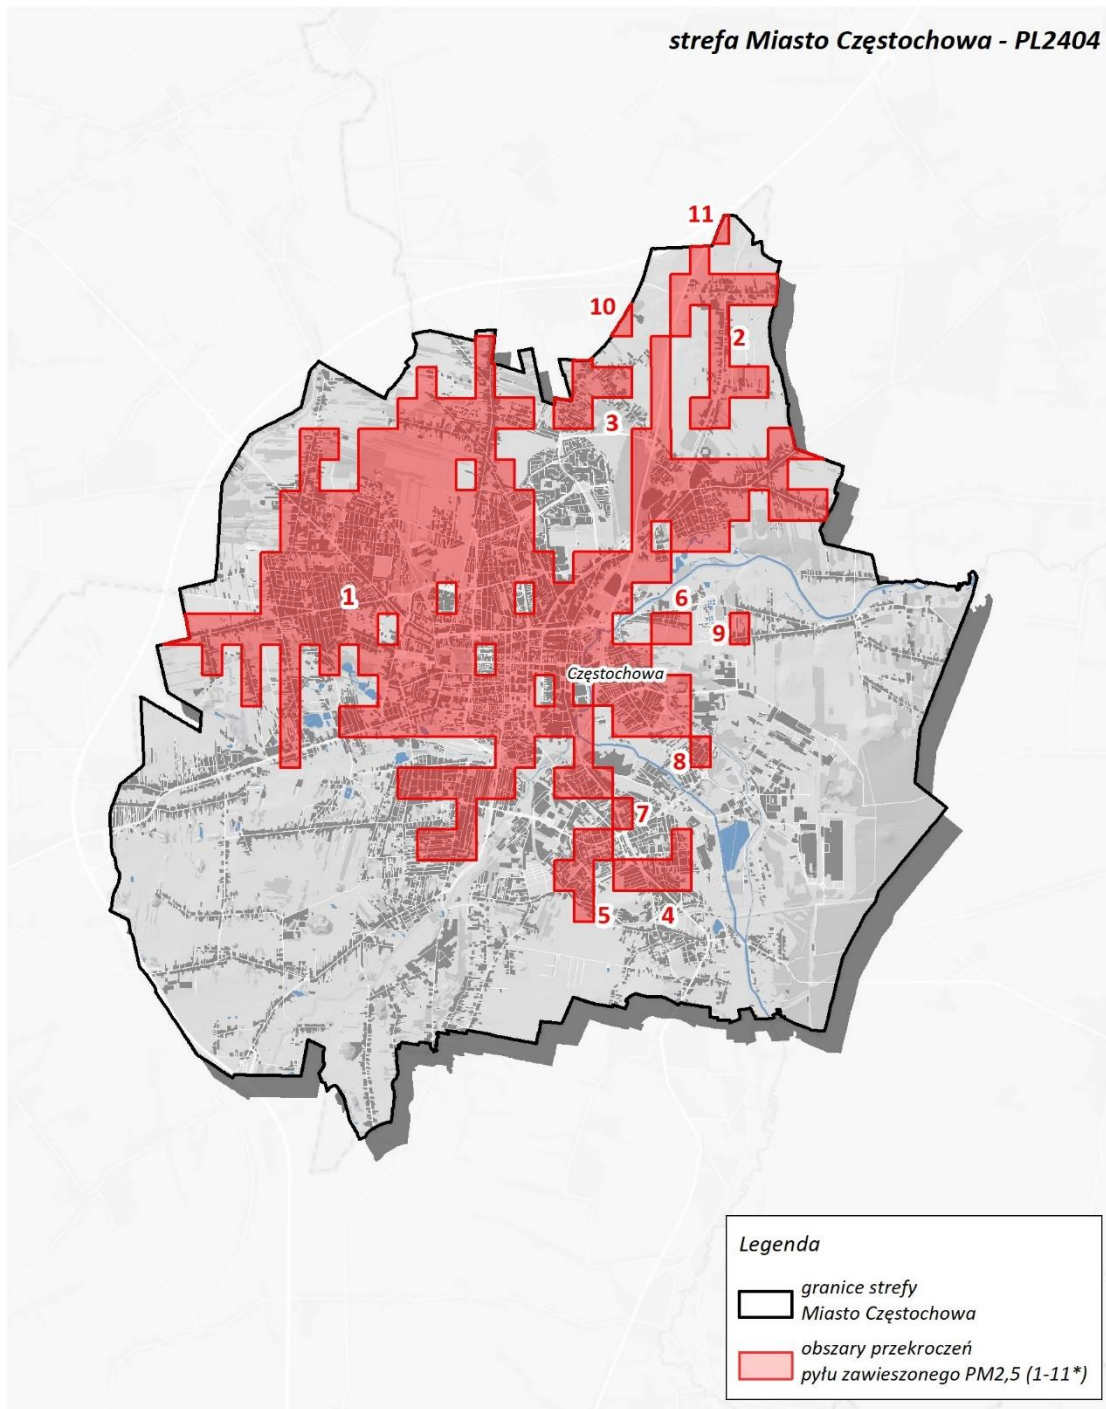 strefa Miasto Częstochowa - PL2404
11
10
2
3
1
6
9
Częstochowa
8
7
5
4
Legenda
granice strefy
Miasto Częstochowa
obszary przekroczeń
pyłu zawieszonego PM2,5 (1-11*)